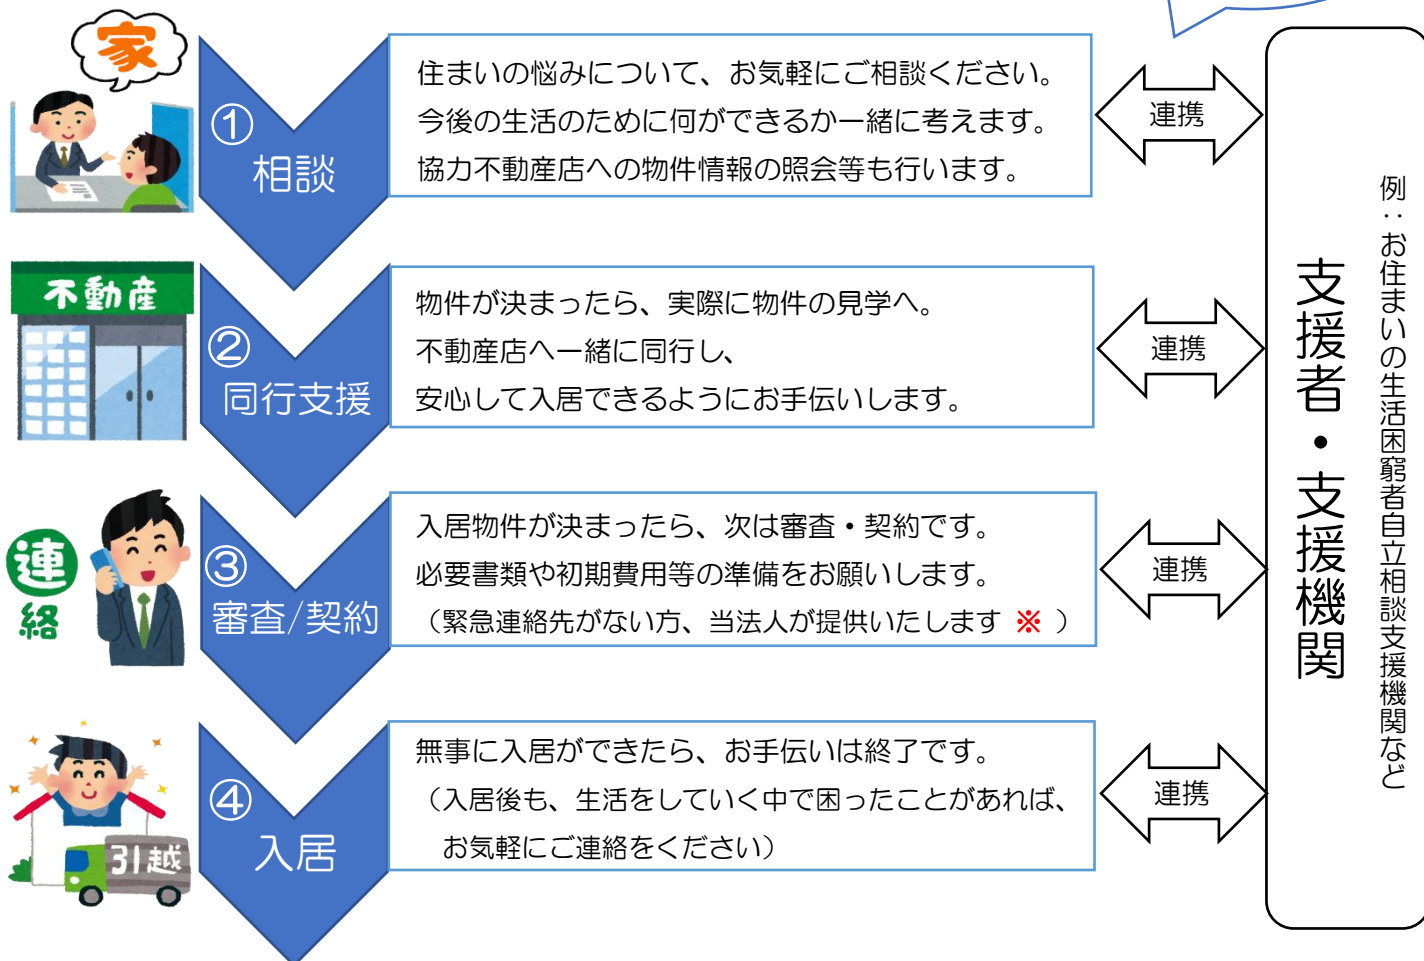 家
①
相談
住まいの悩みについて、お気軽にご相談ください。
今後の生活のために何ができるか一緒に考えます。
協力不動産店への物件情報の照会等も行います。
連携
不動産
②
同行支援
物件が決まったら、実際に物件の見学へ。
不動産店へ一緒に同行し、
安心して入居できるようにお手伝いします。
連携
連
絡
③
審査/契約
入居物件が決まったら、次は審査・契約です。
必要書類や初期費用等の準備をお願いします。
（緊急連絡先がない方、当法人が提供いたします ※ ）
連携
引越
④
入居
無事に入居ができたら、お手伝いは終了です。
（入居後も、生活をしていく中で困ったことがあれば、
お気軽にご連絡をください）
連携
支援者・支援機関
例：お住まいの生活困窮者自立相談支援機関など